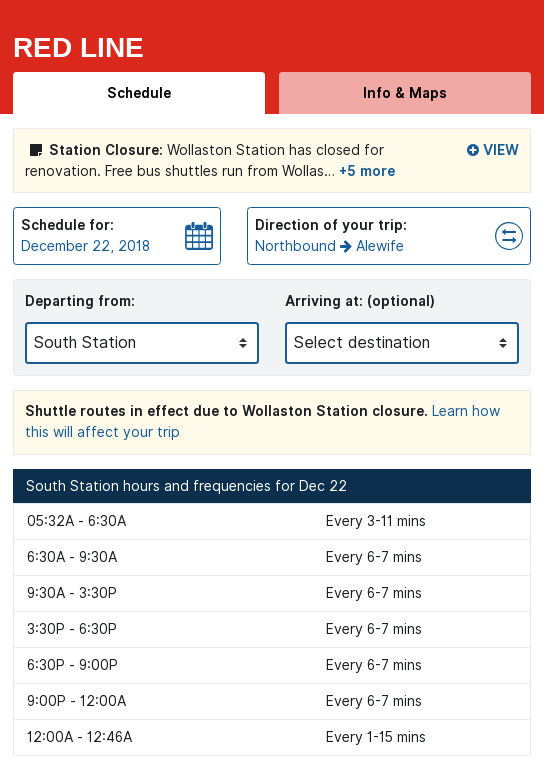 RED LINE
Schedule
Info & Maps
Station Closure: Wollaston Station has closed for
renovation. Free bus shuttles run from Wollas… +5 more
VIEW
Schedule for:
December 22, 2018
Direction of your trip:
Northbound → Alewife
Departing from:
South Station
Arriving at: (optional)
Select destination
Shuttle routes in effect due to Wollaston Station closure. Learn how
this will affect your trip
South Station hours and frequencies for Dec 22
05:32A - 6:30A Every 3-11 mins
6:30A - 9:30A Every 6-7 mins
9:30A - 3:30P Every 6-7 mins
3:30P - 6:30P Every 6-7 mins
6:30P - 9:00P Every 6-7 mins
9:00P - 12:00A Every 6-7 mins
12:00A - 12:46A Every 1-15 mins